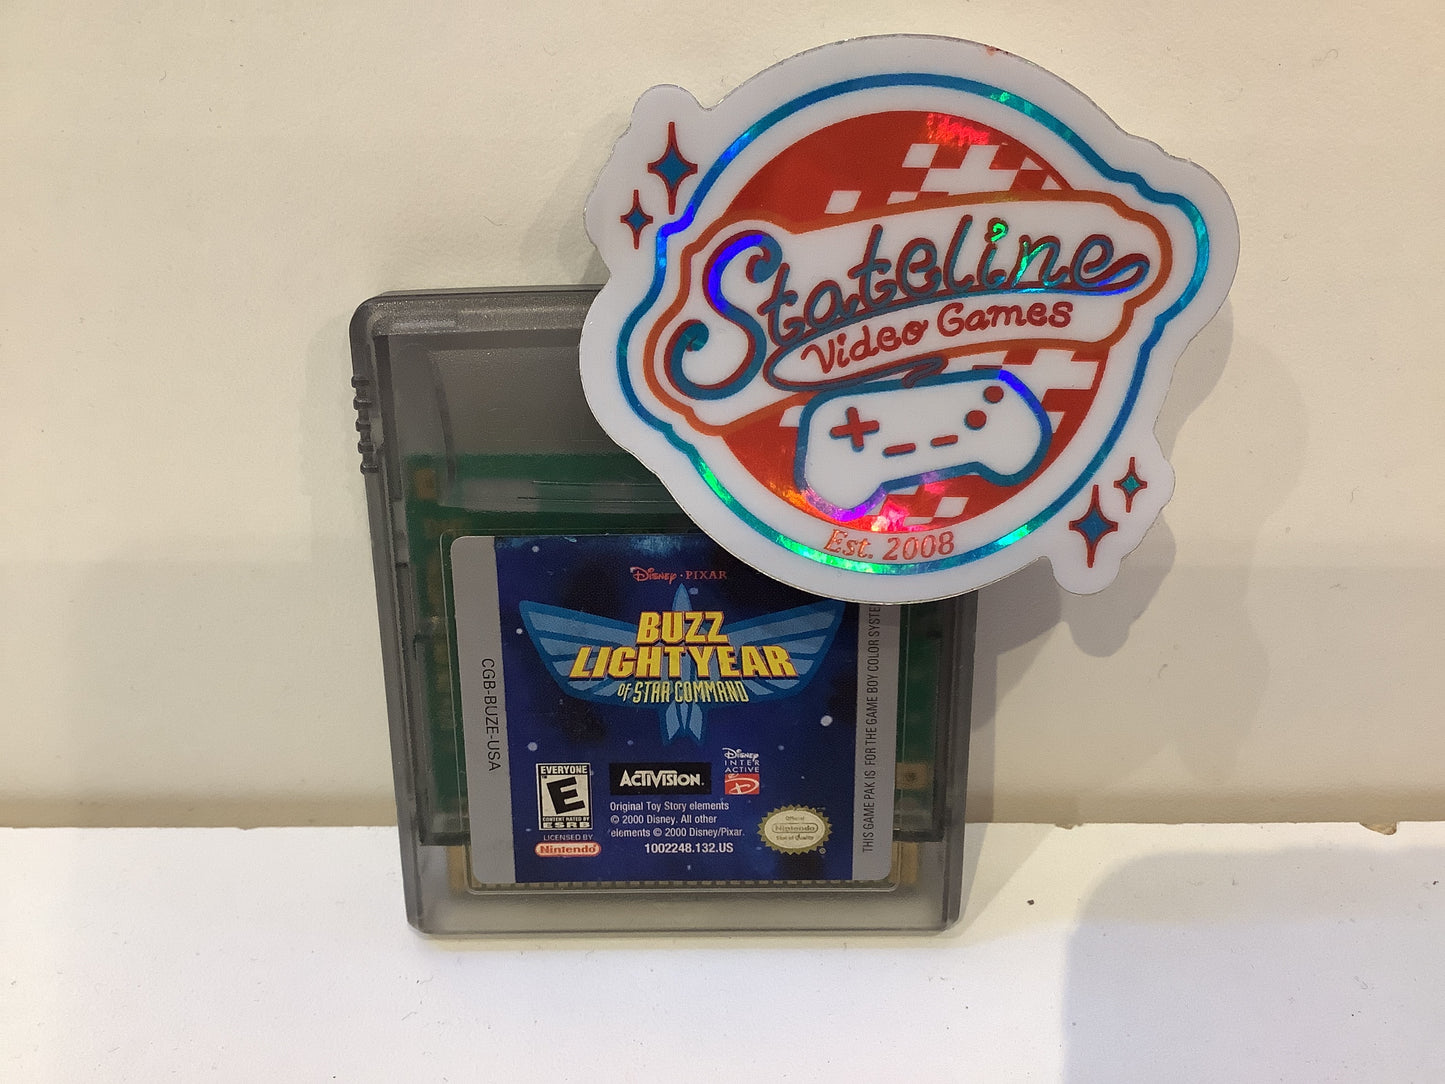 Stateline
Video Games
Est. 2008
Disney · PIXAR
BUZZ
LIGHTYEAR
OF STAR COMMAND
CGB-BUZE-USA
THIS GAME PAK IS FOR THE GAME BOY COLOR SYSTE
EVERYONE
E
CONTENT RATED BY
ESRB
ACTIVISION.
Disney
INTER
ACTIVE
Original Toy Story elements
© 2000 Disney. All other
elements © 2000 Disney/Pixar.
1002248.132.US
LICENSED BY
Nintendo
Official
Nintendo
Seal of Quality